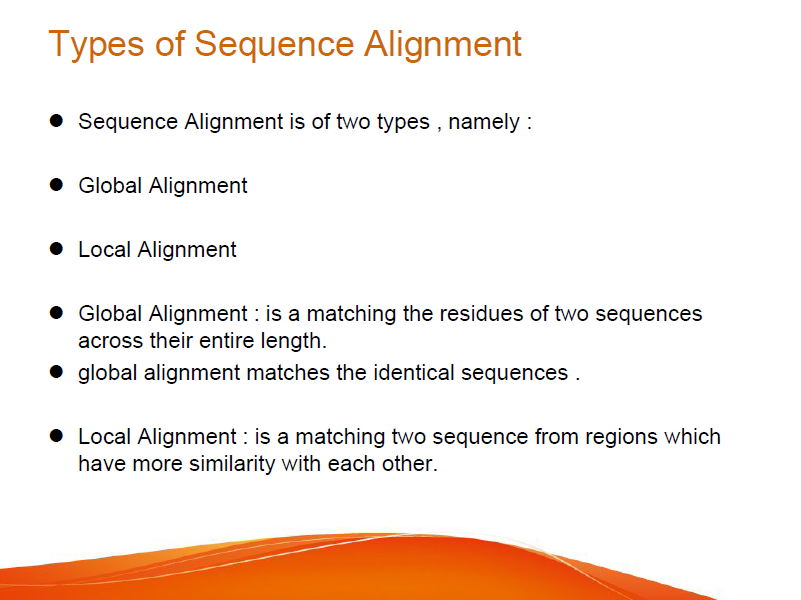 Types of Sequence Alignment
● Sequence Alignment is of two types , namely :
● Global Alignment
● Local Alignment
● Global Alignment : is a matching the residues of two sequences
across their entire length.
● global alignment matches the identical sequences .
● Local Alignment : is a matching two sequence from regions which
have more similarity with each other.